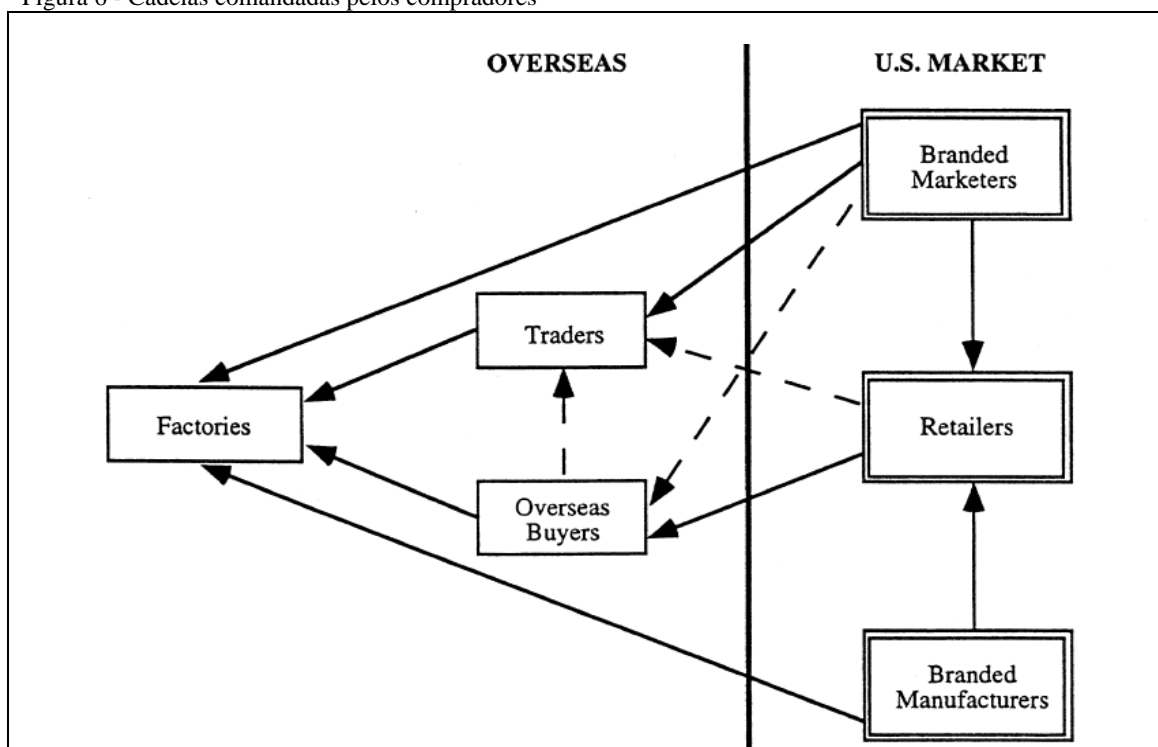 Figura 6 - Cadeias comandadas pelos compradores
OVERSEAS
U.S. MARKET
Branded
Marketers
Traders
Factories
Retailers
Overseas
Buyers
Branded
Manufacturers